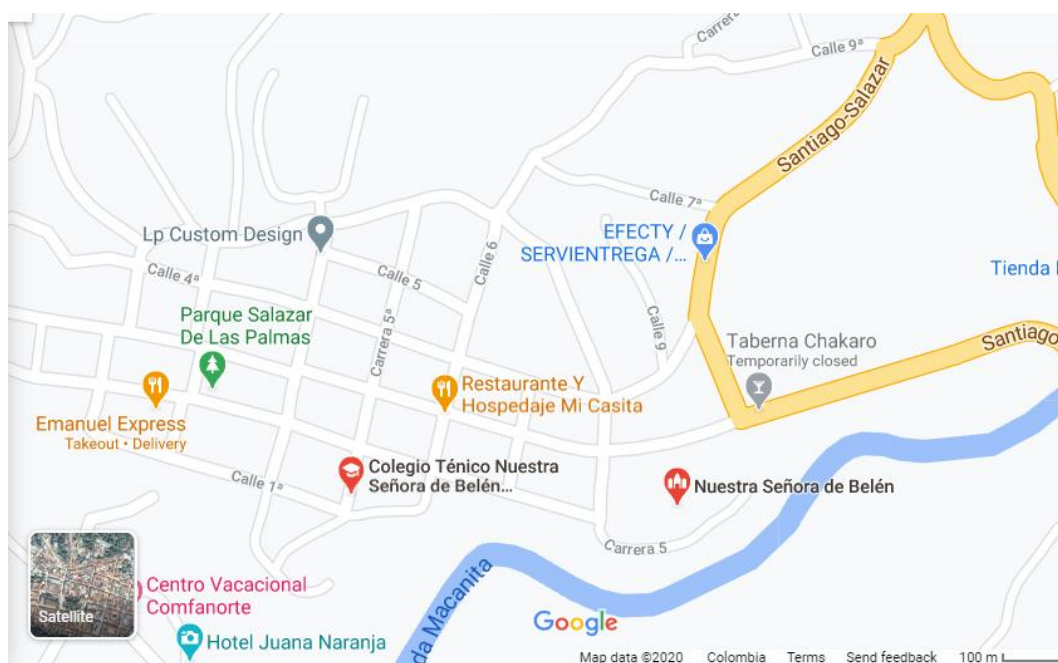 Carrera
Calle 9ª
Santiago-Salazar
Calle 7ª
EFECTY /
SERVIENTREGA /...
Lp Custom Design
Calle 6
Calle 4ª
Calle 5
Tienda
Parque Salazar
De Las Palmas
Carrera 5ª
Calle 9
Taberna Chakaro
Temporarily closed
Santiago
Restaurante Y
Hospedaje Mi Casita
Emanuel Express
Takeout • Delivery
Colegio Ténico Nuestra
Señora de Belén...
Calle 1ª
Nuestra Señora de Belén
Carrera 5
da Macanita
Centro Vacacional
Comfanorte
Satellite
Hotel Juana Naranja
Google
Map data ©2020 Colombia Terms Send feedback 100 m